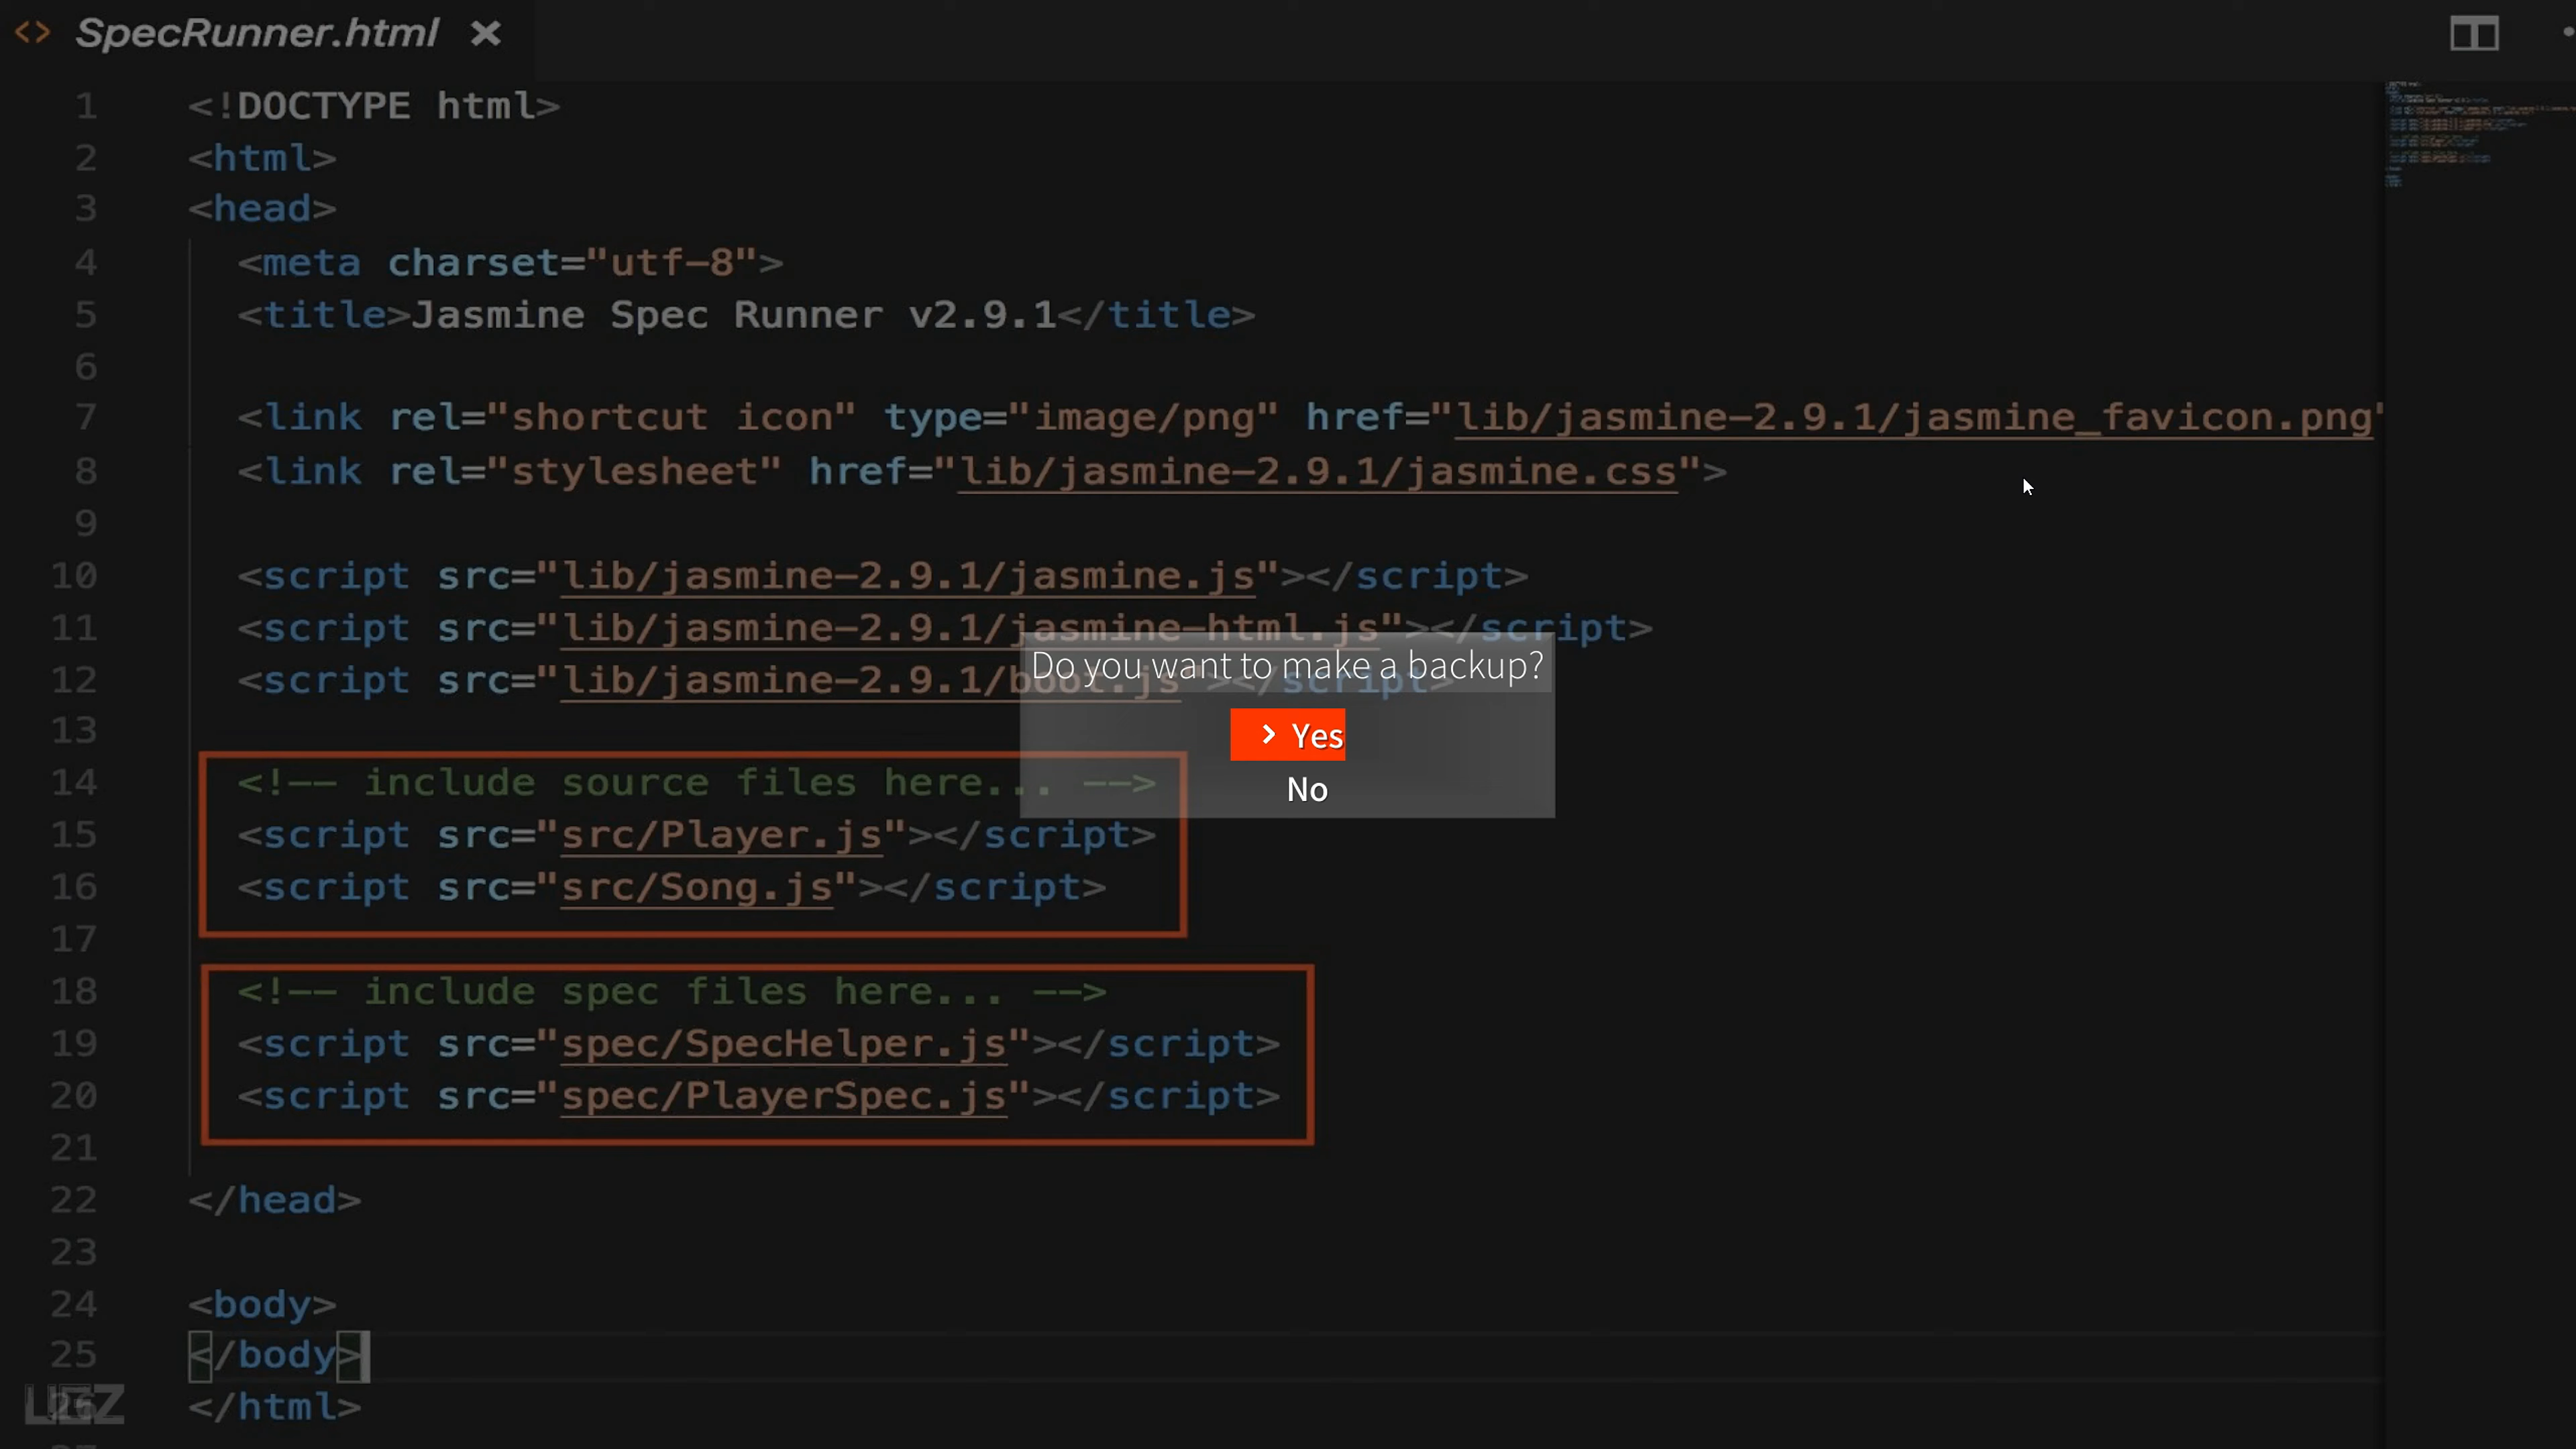 SpecRunner.html
1 <!DOCTYPE html>
2 <html>
3 <head>
4 <meta charset="utf-8">
5 <title>Jasmine Spec Runner v2.9.1</title>
6
7 <link rel="shortcut icon" type="image/png" href="lib/jasmine-2.9.1/jasmine_favicon.png"
8 <link rel="stylesheet" href="lib/jasmine-2.9.1/jasmine.css">
9
10 <script src="lib/jasmine-2.9.1/jasmine.js"></script>
11 <script src="lib/jasmine-2.9.1/jasmine-html.js"></script>
12 <script src="lib/jasmine-2.9.1/boot.js"></script>
Do you want to make a backup?
> Yes
No
13
14 <!-- include source files here... -->
15 <script src="src/Player.js"></script>
16 <script src="src/Song.js"></script>
17
18 <!-- include spec files here... -->
19 <script src="spec/SpecHelper.js"></script>
20 <script src="spec/PlayerSpec.js"></script>
21
22 </head>
23
24 <body>
25 </body>
26 </html>